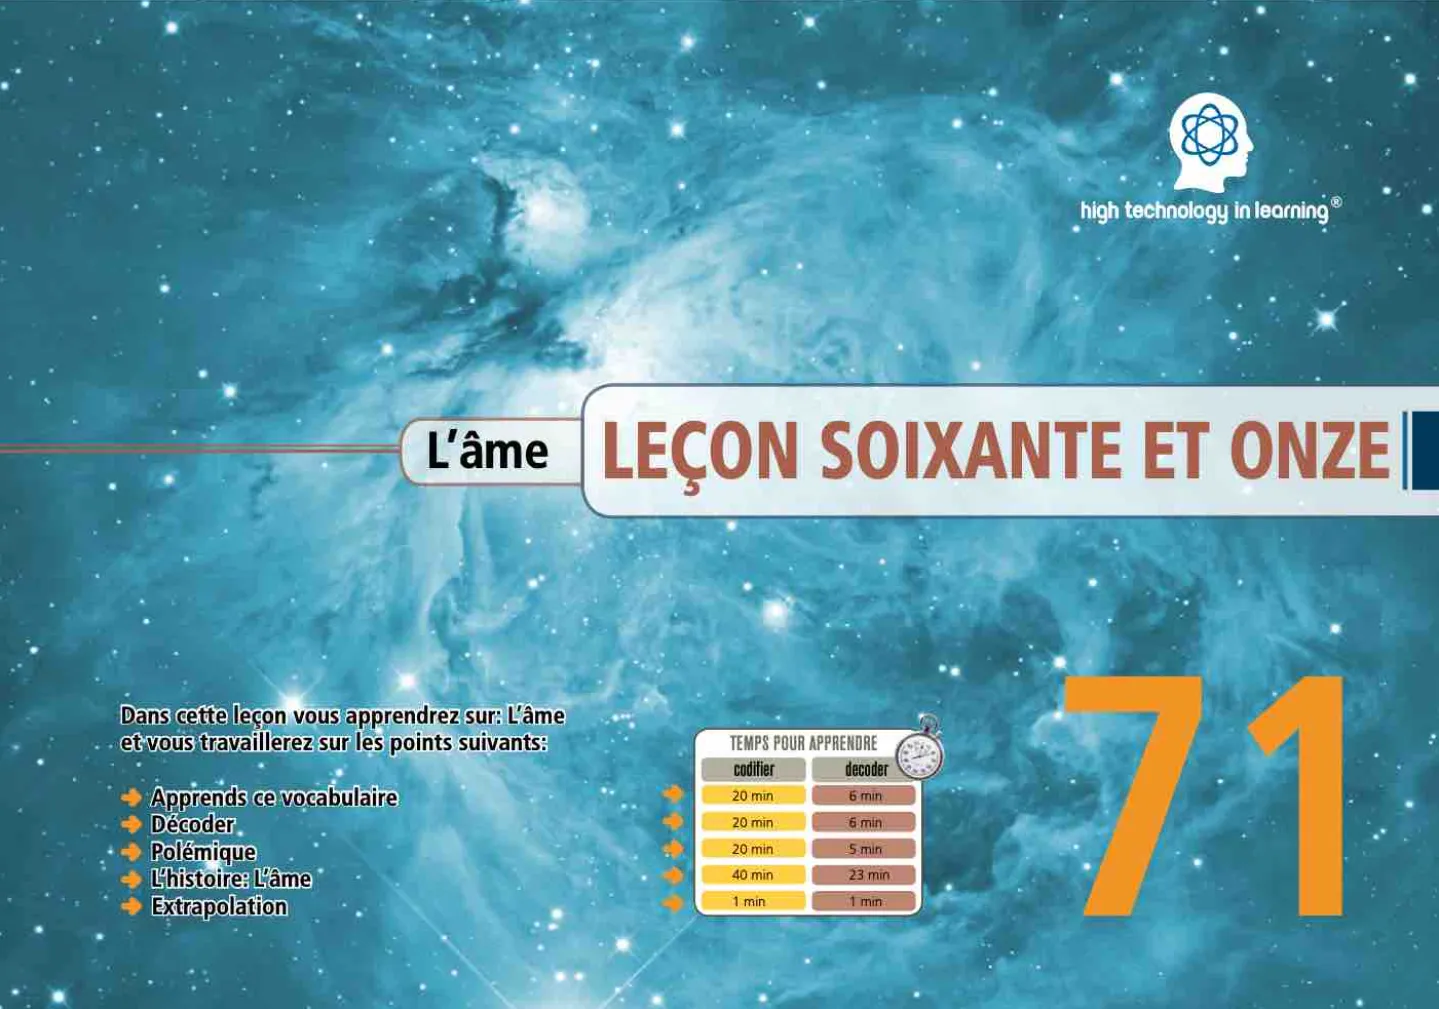 high technology in learning®
L'âme
LEÇON SOIXANTE ET ONZE
Dans cette leçon vous apprendrez sur: L'âme
et vous travaillerez sur les points suivants:
Apprends ce vocabulaire
Décoder
Polémique
L'histoire: L'âme
Extrapolation
TEMPS POUR APPRENDRE
codifier decoder
20 min 6 min
20 min 6 min
20 min 5 min
40 min 23 min
1 min 1 min
71